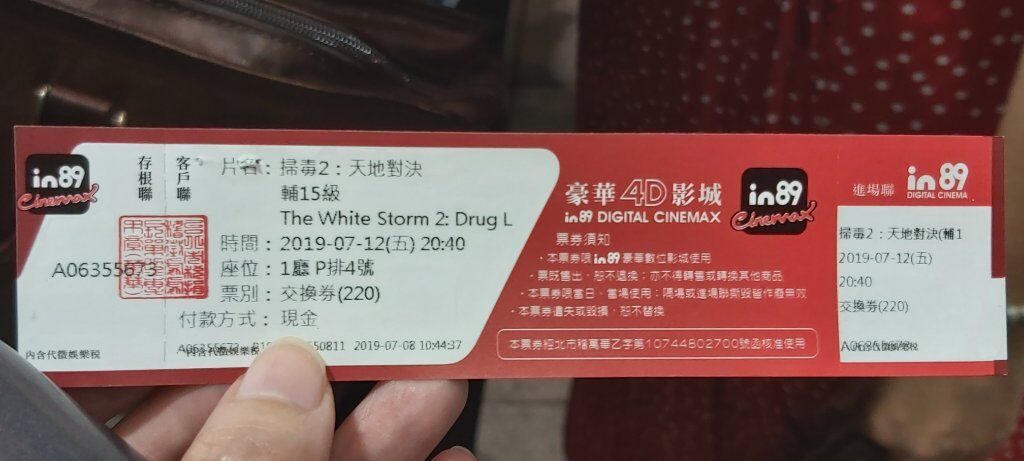 in89
Cinemax
存根聯
客戶聯
片名：掃毒2：天地對決
輔15級
The White Storm 2: Drug L
時間：2019-07-12(五) 20:40
座位：1廳 P排4號
票別：交換券(220)
付款方式：現金
A06355673
A06355673
2019-07-08 10:44:37
內含代徵娛樂稅
內含代徵娛樂稅
豪華4D影城
in89 DIGITAL CINEMAX
in89
Cinemax
票券須知
・本票券限in89豪華數位影城使用
・票既售出，恕不退換；亦不得轉售或轉換其他商品
・本票券限當日、當場使用；隔場或進場聯撕毀皆作廢無效
・本票券遺失或毀損，恕不替換
本票券經北市稽萬華乙字第10744802700號函核准使用
進場聯
in89
DIGITAL CINEMA
掃毒2：天地對決(輔1
2019-07-12(五)
20:40
交換券(220)
A06355673
內含代徵娛樂稅